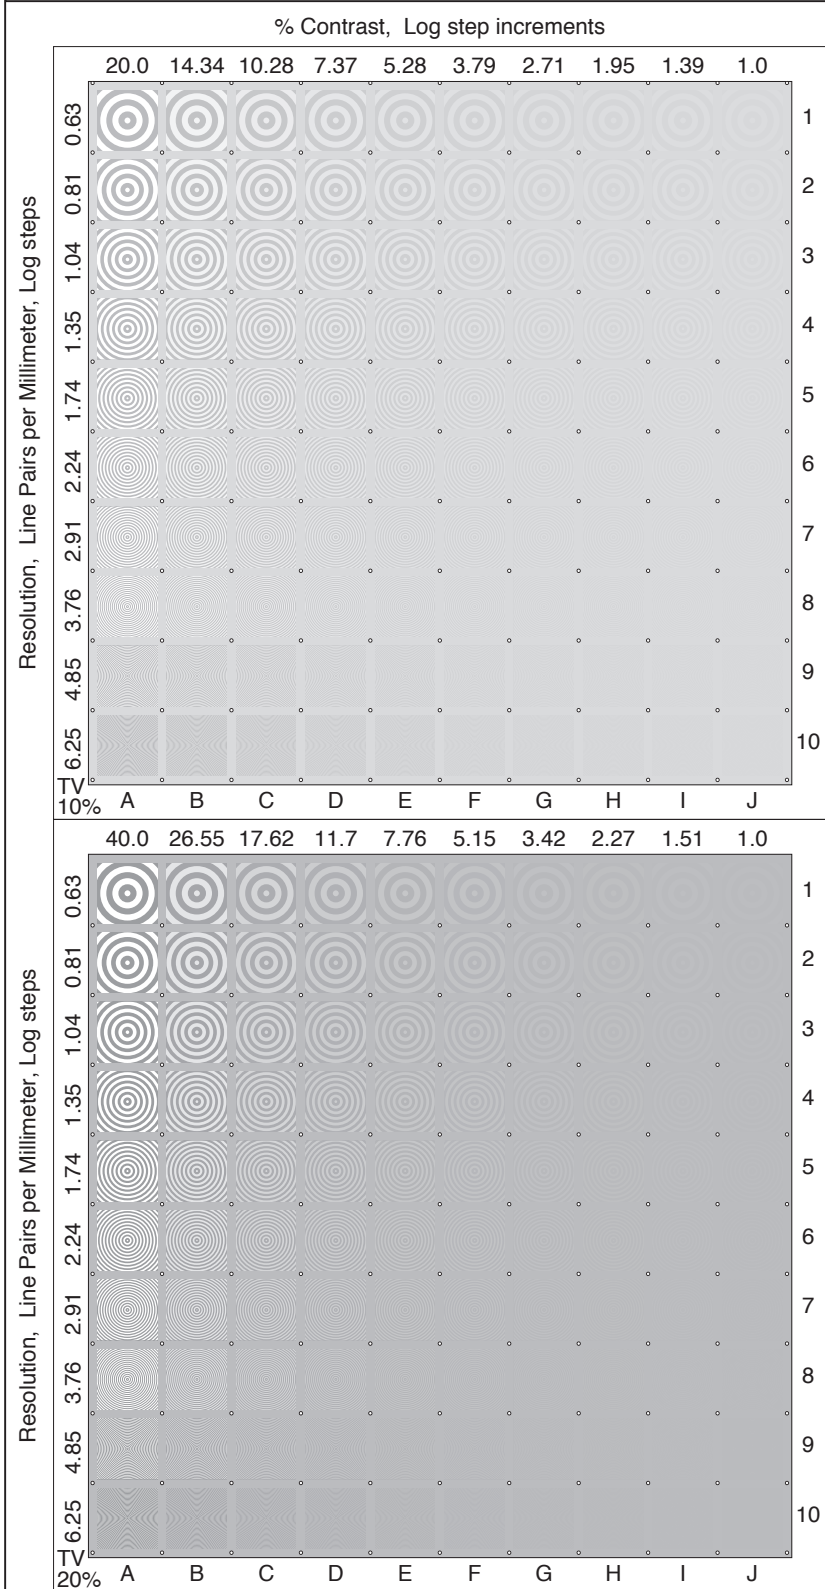 % Contrast, Log step increments
20.0 14.34 10.28 7.37 5.28 3.79 2.71 1.95 1.39 1.0
Resolution, Line Pairs per Millimeter, Log steps
0.63 1
0.81 2
1.04 3
1.35 4
1.74 5
2.24 6
2.91 7
3.76 8
4.85 9
6.25 10
TV
10% A B C D E F G H I J
40.0 26.55 17.62 11.7 7.76 5.15 3.42 2.27 1.51 1.0
Resolution, Line Pairs per Millimeter, Log steps
0.63 1
0.81 2
1.04 3
1.35 4
1.74 5
2.24 6
2.91 7
3.76 8
4.85 9
6.25 10
TV
20% A B C D E F G H I J